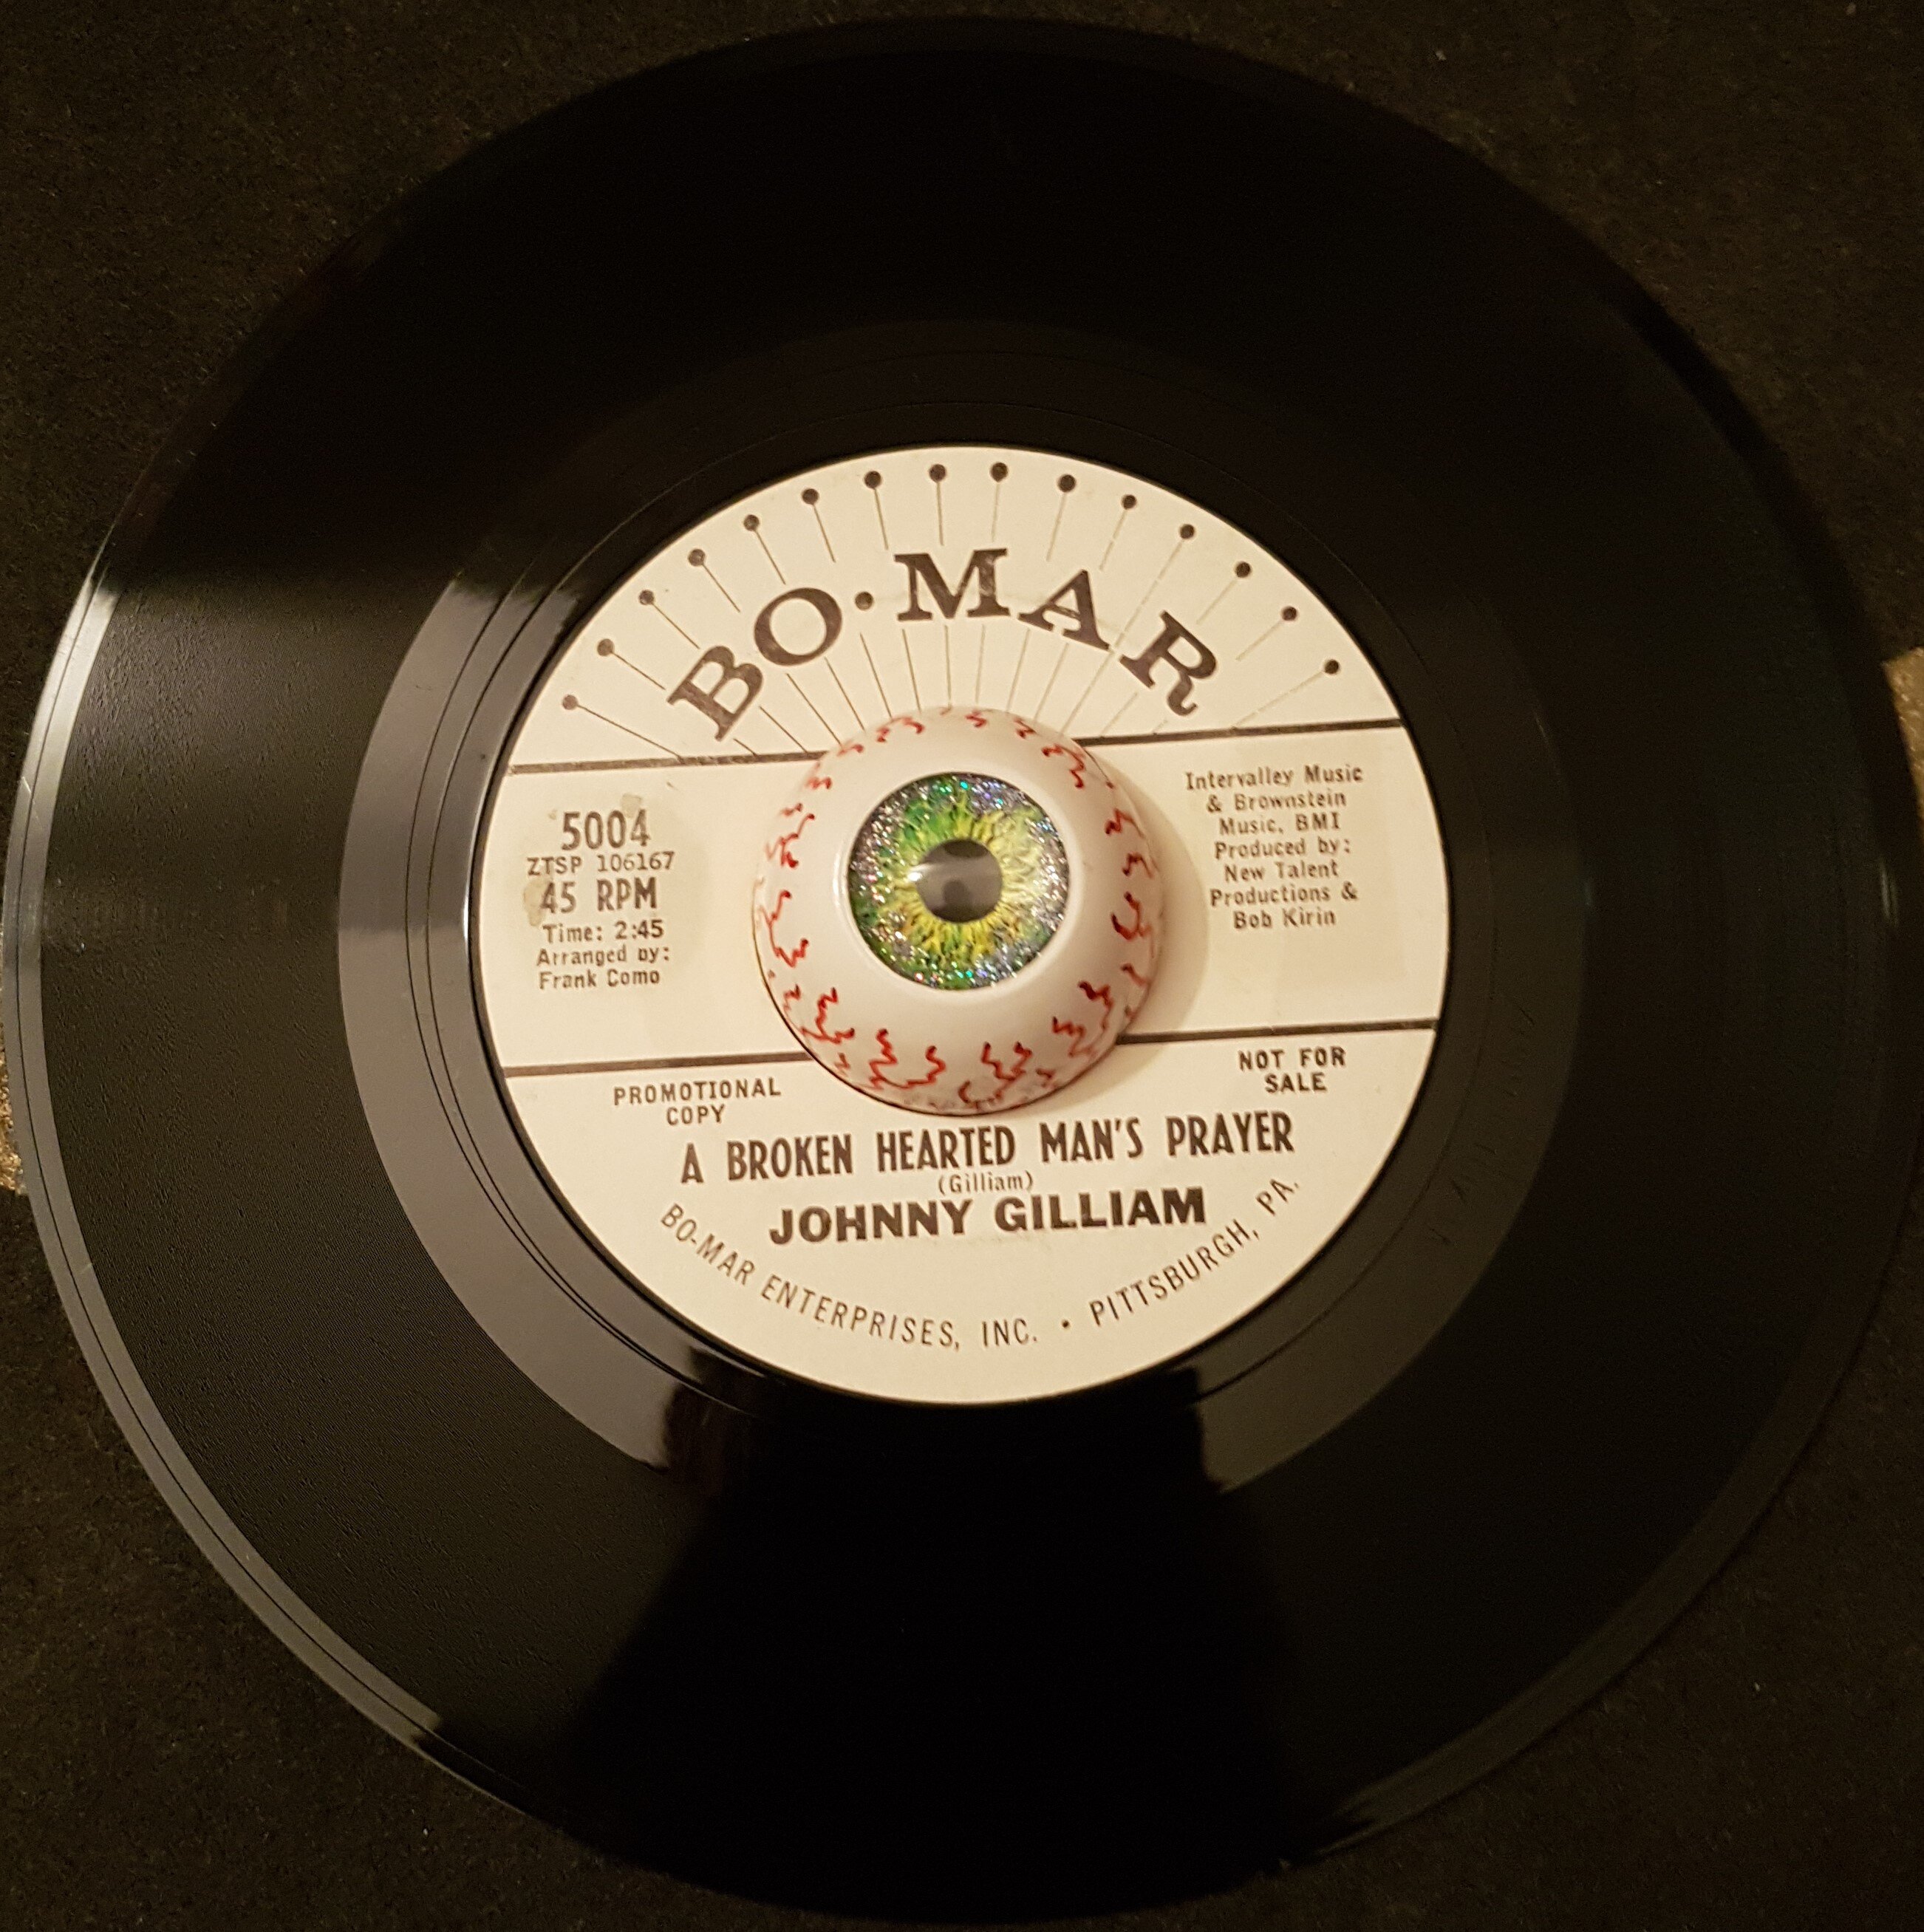 BO•MAR
5004
ZTSP 106167
45 RPM
Time: 2:45
Arranged by:
Frank Como
Intervalley Music
& Brownstein
Music, BMI
Produced by:
New Talent
Productions &
Bob Kirin
PROMOTIONAL
COPY
NOT FOR
SALE
A BROKEN HEARTED MAN'S PRAYER
(Gilliam)
JOHNNY GILLIAM
BO-MAR ENTERPRISES, INC. • PITTSBURGH, PA.